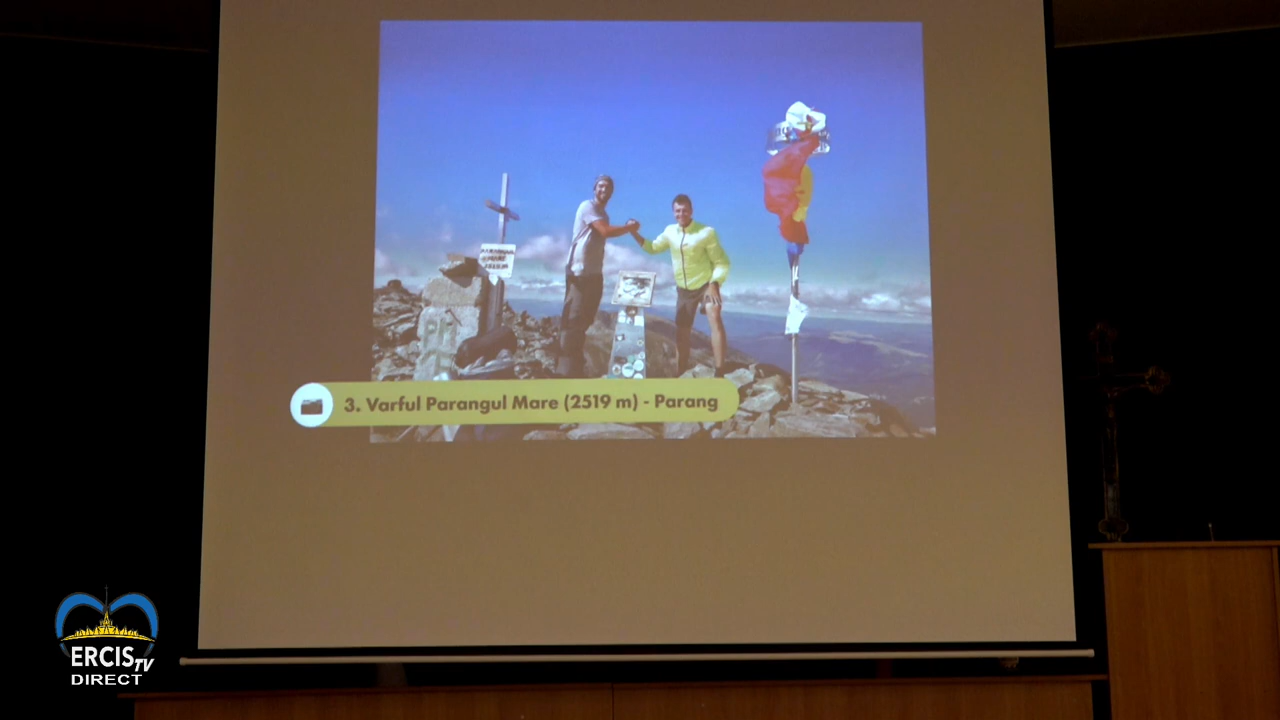 3. Varful Parangul Mare (2519 m) - Parang
ERCIS TV
DIRECT